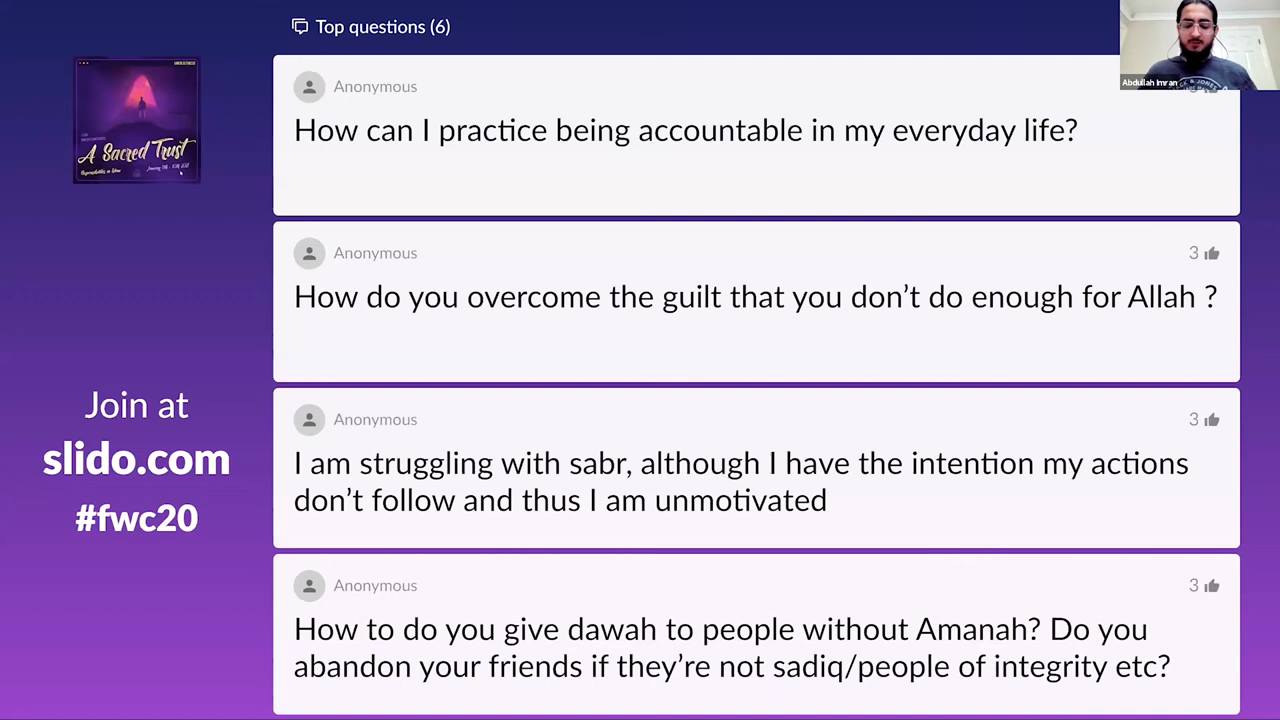 Top questions (6)
Abdullah Imran
Anonymous
How can I practice being accountable in my everyday life?
A Sacred Trust
Anonymous
3
How do you overcome the guilt that you don't do enough for Allah ?
Anonymous
3
I am struggling with sabr, although I have the intention my actions
don't follow and thus I am unmotivated
Join at
slido.com
#fwc20
Anonymous
3
How to do you give dawah to people without Amanah? Do you
abandon your friends if they're not sadiq/people of integrity etc?